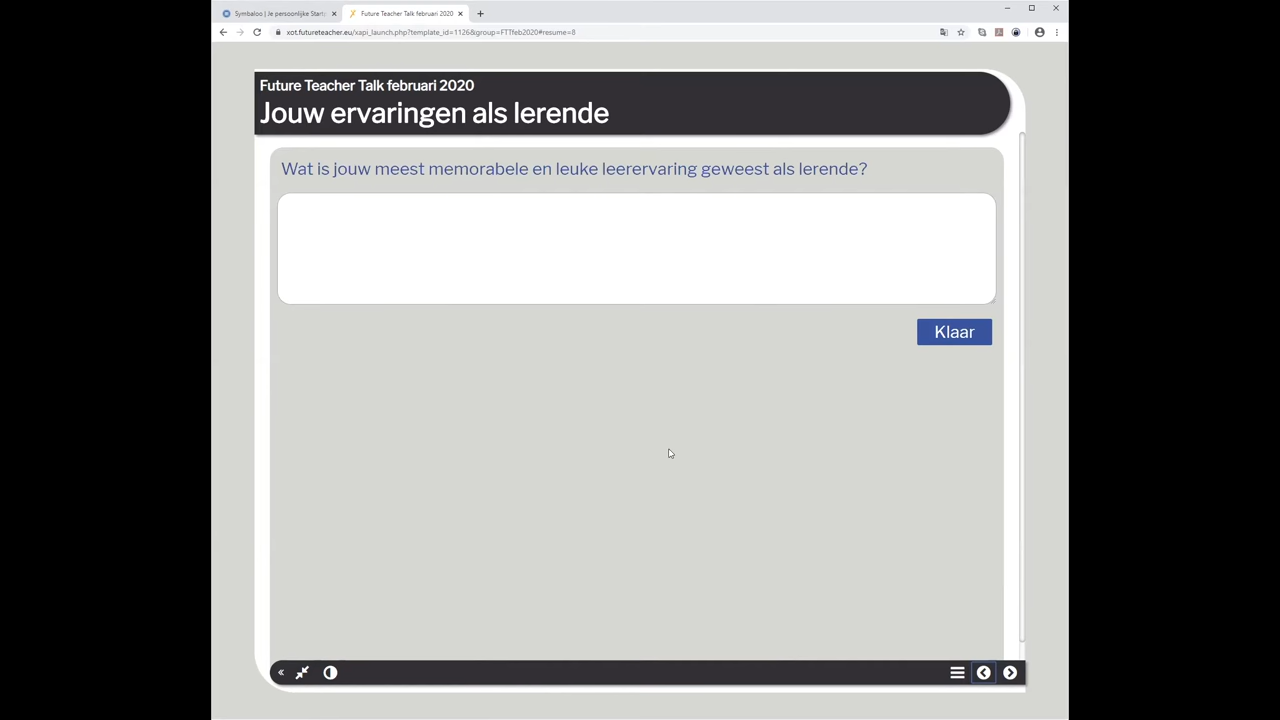 Symbaloo | Je persoonlijke Start
Future Teacher Talk februari 2020
xot.futureteacher.eu/xapi_launch.php?template_id=1126&group=FTTfeb2020#resume=8
Future Teacher Talk februari 2020
Jouw ervaringen als lerende
Wat is jouw meest memorabele en leuke leerervaring geweest als lerende?
Klaar